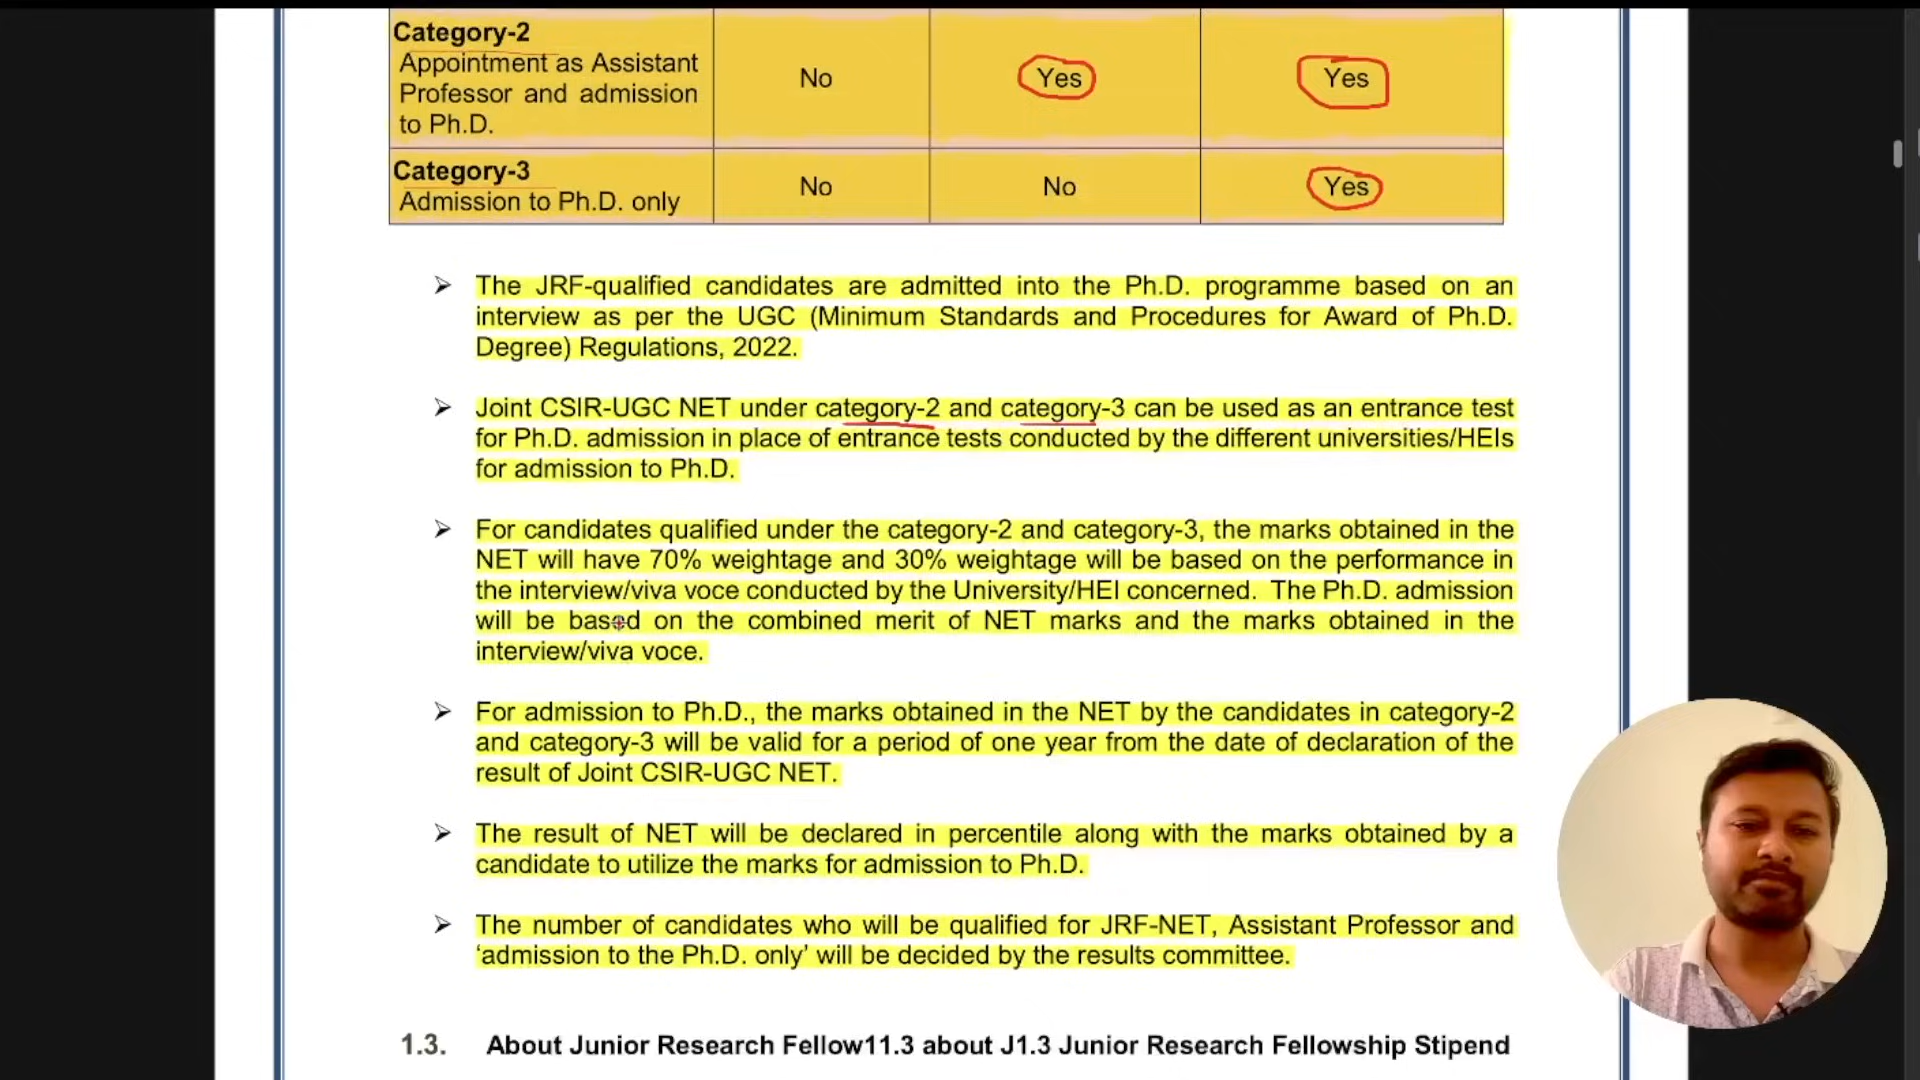 Category-2
Appointment as Assistant
Professor and admission
to Ph.D.
No
Yes
Yes
Category-3
Admission to Ph.D. only
No
No
Yes
➢ The JRF-qualified candidates are admitted into the Ph.D. programme based on an
interview as per the UGC (Minimum Standards and Procedures for Award of Ph.D.
Degree) Regulations, 2022.
➢ Joint CSIR-UGC NET under category-2 and category-3 can be used as an entrance test
for Ph.D. admission in place of entrance tests conducted by the different universities/HEIs
for admission to Ph.D.
➢ For candidates qualified under the category-2 and category-3, the marks obtained in the
NET will have 70% weightage and 30% weightage will be based on the performance in
the interview/viva voce conducted by the University/HEI concerned. The Ph.D. admission
will be based on the combined merit of NET marks and the marks obtained in the
interview/viva voce.
➢ For admission to Ph.D., the marks obtained in the NET by the candidates in category-2
and category-3 will be valid for a period of one year from the date of declaration of the
result of Joint CSIR-UGC NET.
➢ The result of NET will be declared in percentile along with the marks obtained by a
candidate to utilize the marks for admission to Ph.D.
➢ The number of candidates who will be qualified for JRF-NET, Assistant Professor and
‘admission to the Ph.D. only’ will be decided by the results committee.
1.3. About Junior Research Fellow11.3 about J1.3 Junior Research Fellowship Stipend